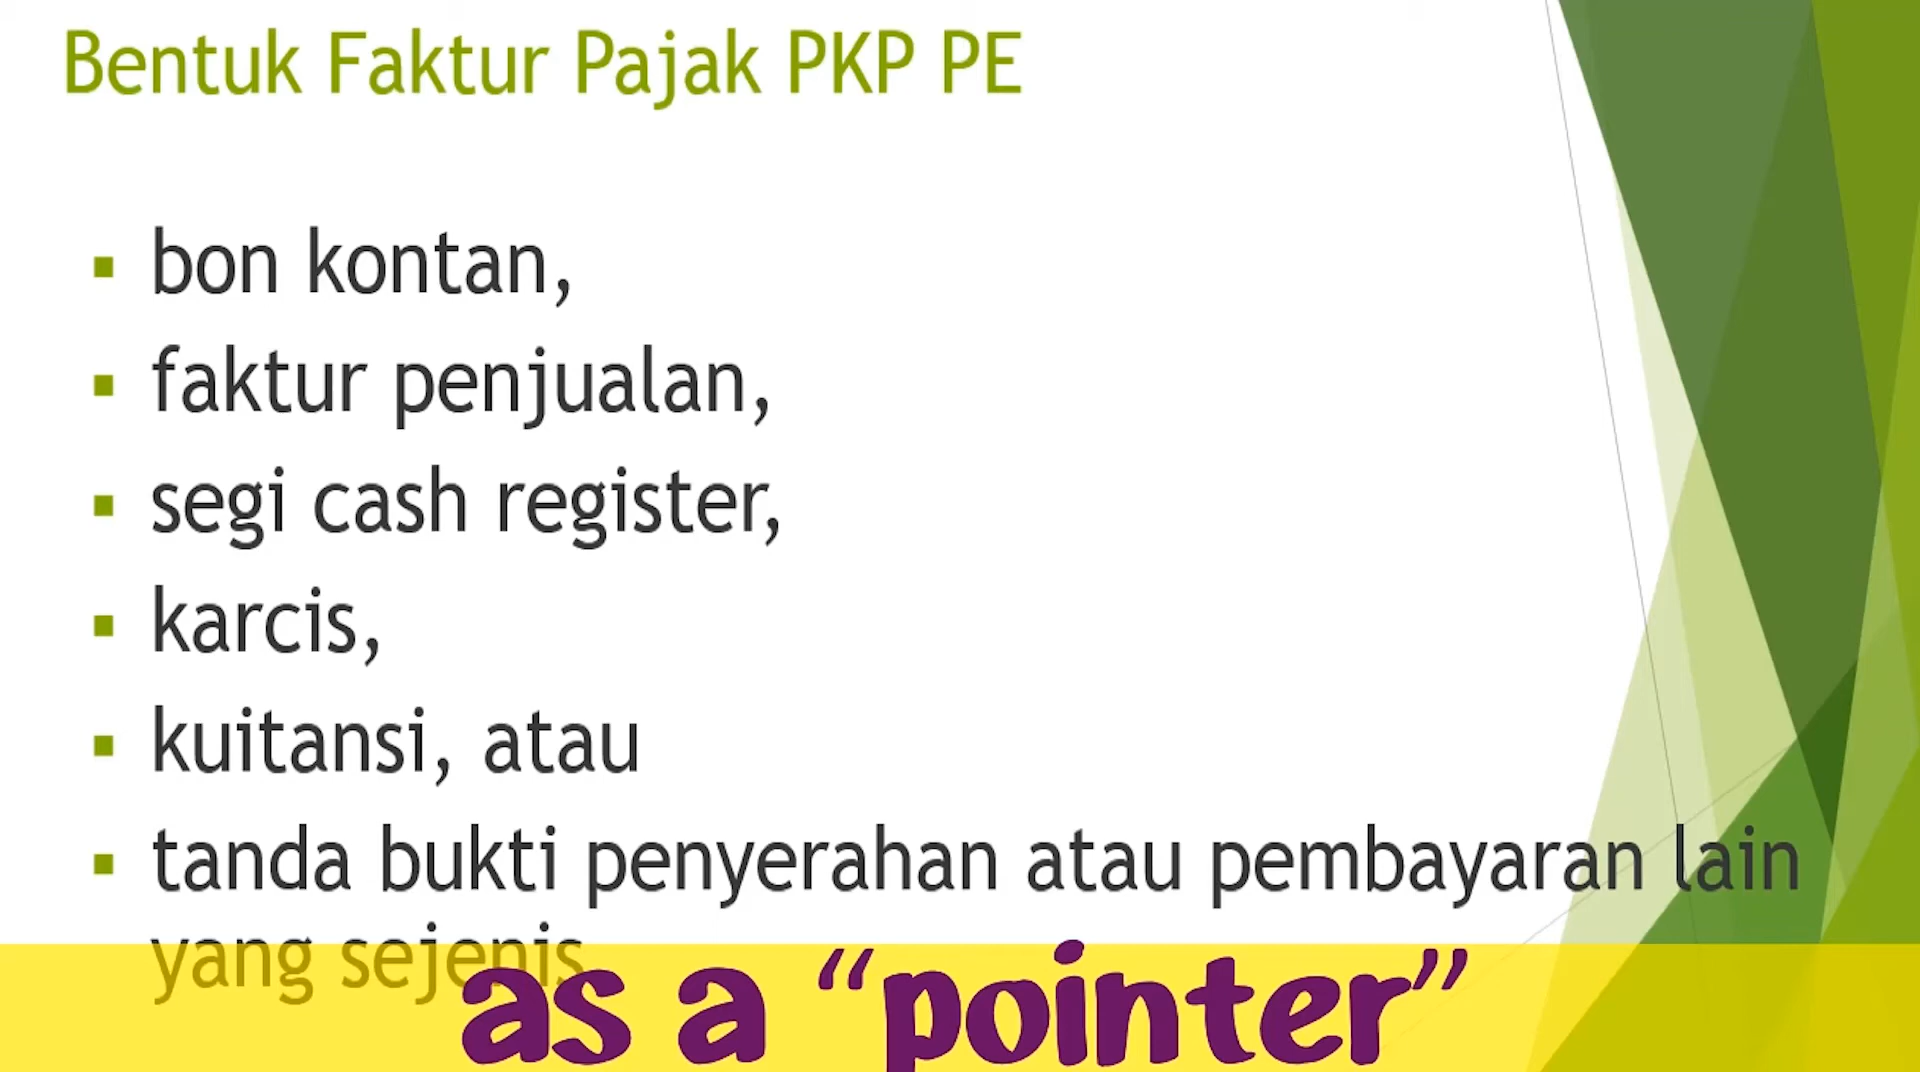 Bentuk Faktur Pajak PKP PE
bon kontan,
faktur penjualan,
segi cash register,
karcis,
kuitansi, atau
tanda bukti penyerahan atau pembayaran lain
yang sejenis
as a “pointer”